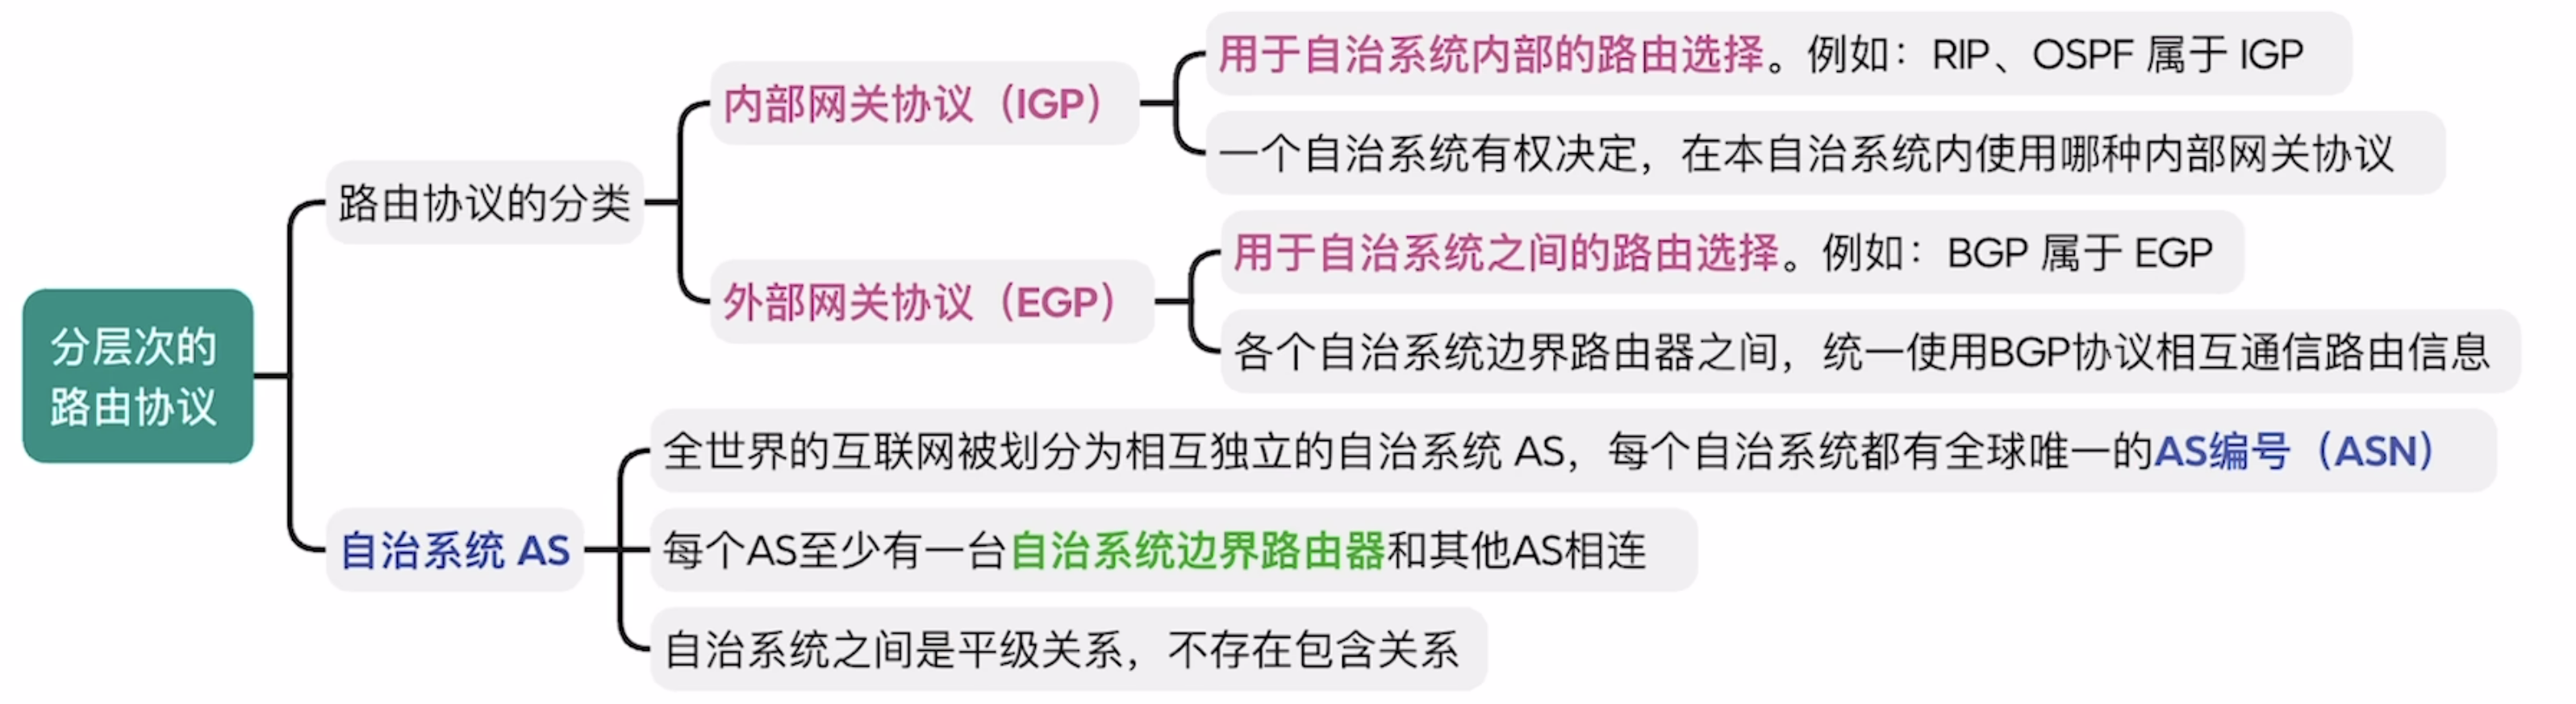 分层次的
路由协议
路由协议的分类
内部网关协议（IGP）
用于自治系统内部的路由选择。例如：RIP、OSPF 属于 IGP
一个自治系统有权决定，在本自治系统内使用哪种内部网关协议
外部网关协议（EGP）
用于自治系统之间的路由选择。例如：BGP 属于 EGP
各个自治系统边界路由器之间，统一使用BGP协议相互通信路由信息
自治系统 AS
全世界的互联网被划分为相互独立的自治系统 AS，每个自治系统都有全球唯一的AS编号（ASN）
每个AS至少有一台自治系统边界路由器和其他AS相连
自治系统之间是平级关系，不存在包含关系